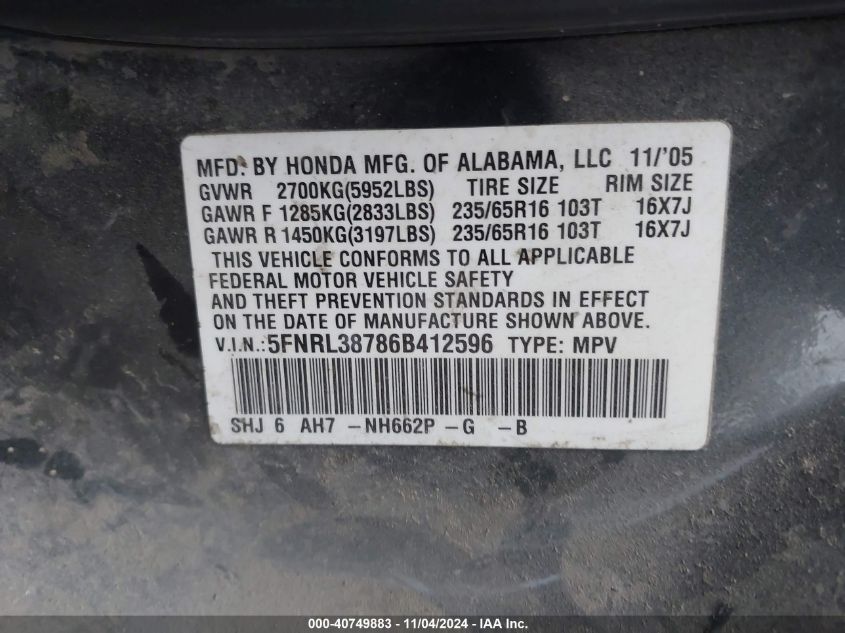 MFD. BY HONDA MFG. OF ALABAMA, LLC 11/'05
GVWR 2700KG(5952LBS) TIRE SIZE RIM SIZE
GAWR F 1285KG(2833LBS) 235/65R16 103T 16X7J
GAWR R 1450KG(3197LBS) 235/65R16 103T 16X7J
THIS VEHICLE CONFORMS TO ALL APPLICABLE
FEDERAL MOTOR VEHICLE SAFETY
AND THEFT PREVENTION STANDARDS IN EFFECT
ON THE DATE OF MANUFACTURE SHOWN ABOVE.
V.I.N.:5FNRL38786B412596 TYPE: MPV
SHJ 6 AH7 -NH662P -G -B
000-40749883 - 11/04/2024 - IAAI.COM